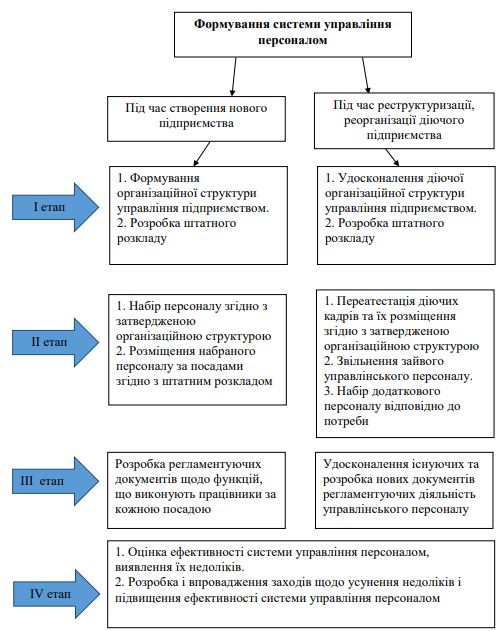 Формування системи управління
персоналом
Під час створення нового
підприємства
Під час реструктуризації,
реорганізації діючого
підприємства
І етап
1. Формування
організаційної структури
управління підприємством.
2. Розробка штатного
розкладу
1. Удосконалення діючої
організаційної структури
управління підприємством.
2. Розробка штатного
розкладу
ІІ етап
1. Набір персоналу згідно з
затвердженою
організаційною структурою
2. Розміщення набраного
персоналу за посадами
згідно з штатним розкладом
1. Переатестація діючих
кадрів та їх розміщення
згідно з затвердженою
організаційною структурою
2. Звільнення зайвого
управлінського персоналу.
3. Набір додаткового
персоналу відповідно до
потреби
ІІІ етап
Розробка регламентуючих
документів щодо функцій,
що виконують працівники за
кожною посадою
Удосконалення існуючих та
розробка нових документів
регламентуючих діяльність
управлінського персоналу
IV етап
1. Оцінка ефективності системи управління персоналом,
виявлення їх недоліків.
2. Розробка і впровадження заходів щодо усунення недоліків і
підвищення ефективності системи управління персоналом